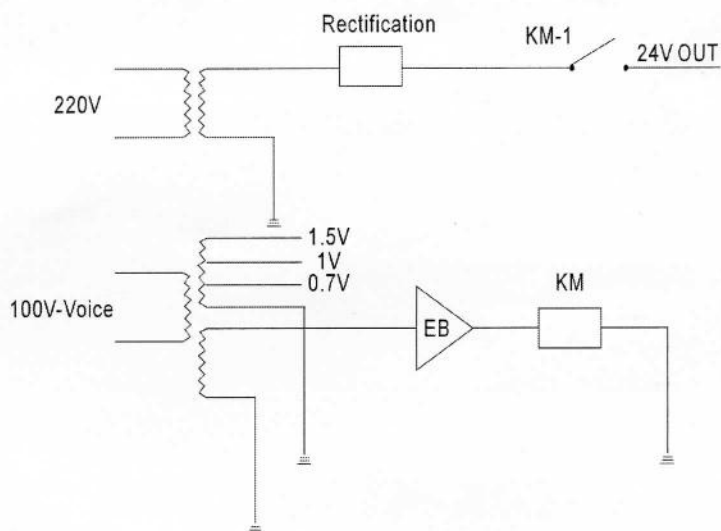 Rectification
KM-1
24V OUT
220V
1.5V
1V
0.7V
100V-Voice
EB
KM